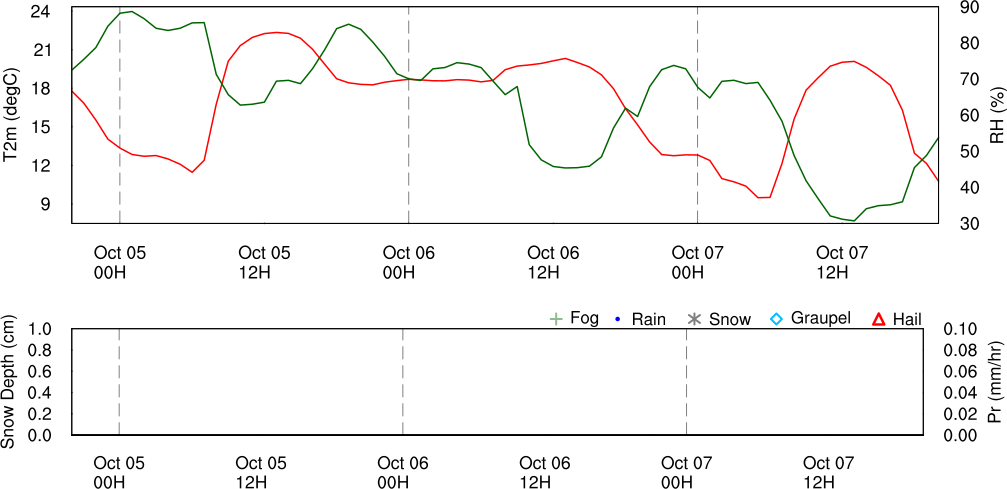 24
21
18
15
12
9
T2m (degC)
90
80
70
60
50
40
30
RH (%)
Oct 05 Oct 05 Oct 06 Oct 06 Oct 07 Oct 07
00H 12H 00H 12H 00H 12H
Fog Rain Snow Graupel Hail
1.0
0.8
0.6
0.4
0.2
0.0
Snow Depth (cm)
0.10
0.08
0.06
0.04
0.02
0.00
Pr (mm/hr)
Oct 05 Oct 05 Oct 06 Oct 06 Oct 07 Oct 07
00H 12H 00H 12H 00H 12H